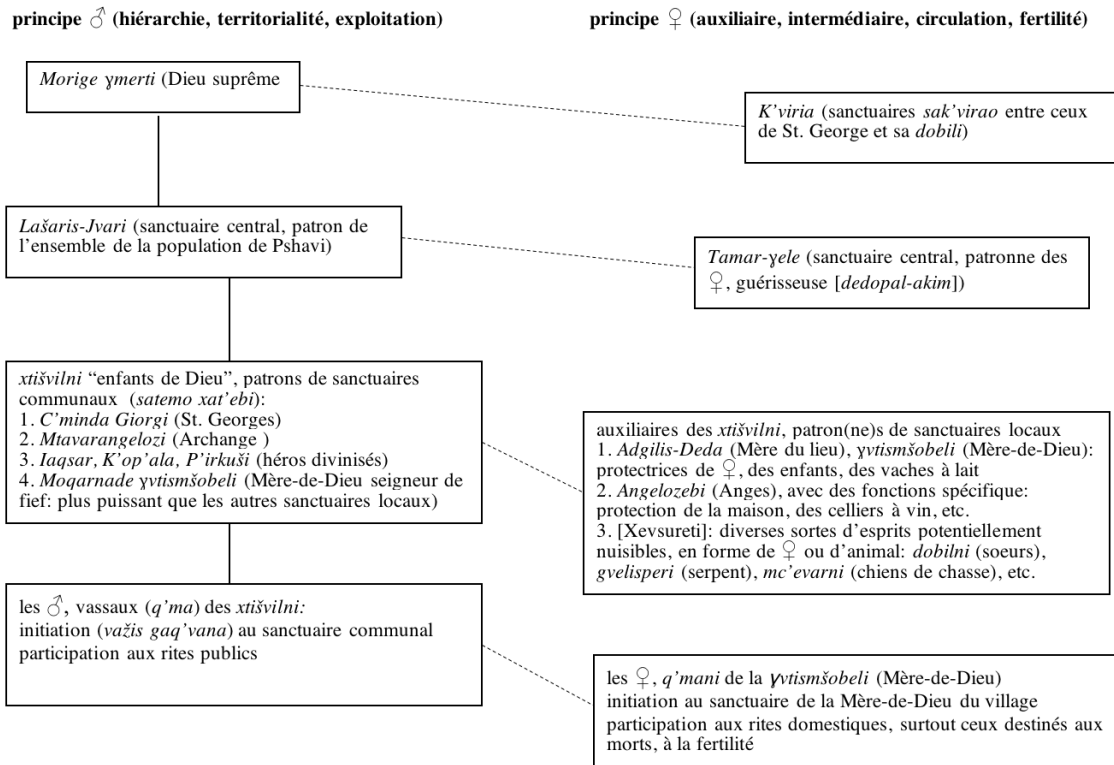 principe ♂ (hiérarchie, territorialité, exploitation)
principe ♀ (auxiliaire, intermédiaire, circulation, fertilité)
Morige γmerti (Dieu suprême
K'viria (sanctuaires sak'virao entre ceux
de St. George et sa dobili)
Lašaris-Jvari (sanctuaire central, patron de
l'ensemble de la population de Pshavi)
Tamar-γele (sanctuaire central, patronne des
♀, guérisseuse [dedopal-akim])
xtišvilni “enfants de Dieu”, patrons de sanctuaires
communaux (satemo xat'ebi):
1. C'minda Giorgi (St. Georges)
2. Mtavarangelozi (Archange )
3. Iaqsar, K'op'ala, P'irkuši (héros divinisés)
4. Moqarnade γvtismšobeli (Mère-de-Dieu seigneur de
fief: plus puissant que les autres sanctuaires locaux)
auxiliaires des xtišvilni, patron(ne)s de sanctuaires locaux
1. Adgilis-Deda (Mère du lieu), γvtismšobeli (Mère-de-Dieu):
protectrices de ♀, des enfants, des vaches à lait
2. Angelozebi (Anges), avec des fonctions spécifique:
protection de la maison, des celliers à vin, etc.
3. [Xevsureti]: diverses sortes d'esprits potentiellement
nuisibles, en forme de ♀ ou d'animal: dobilni (soeurs),
gvelisperi (serpent), mc'evarni (chiens de chasse), etc.
les ♂, vassaux (q'ma) des xtišvilni:
initiation (važis gaq'vana) au sanctuaire communal
participation aux rites publics
les ♀, q'mani de la γvtismšobeli (Mère-de-Dieu)
initiation au sanctuaire de la Mère-de-Dieu du village
participation aux rites domestiques, surtout ceux destinés aux
morts, à la fertilité